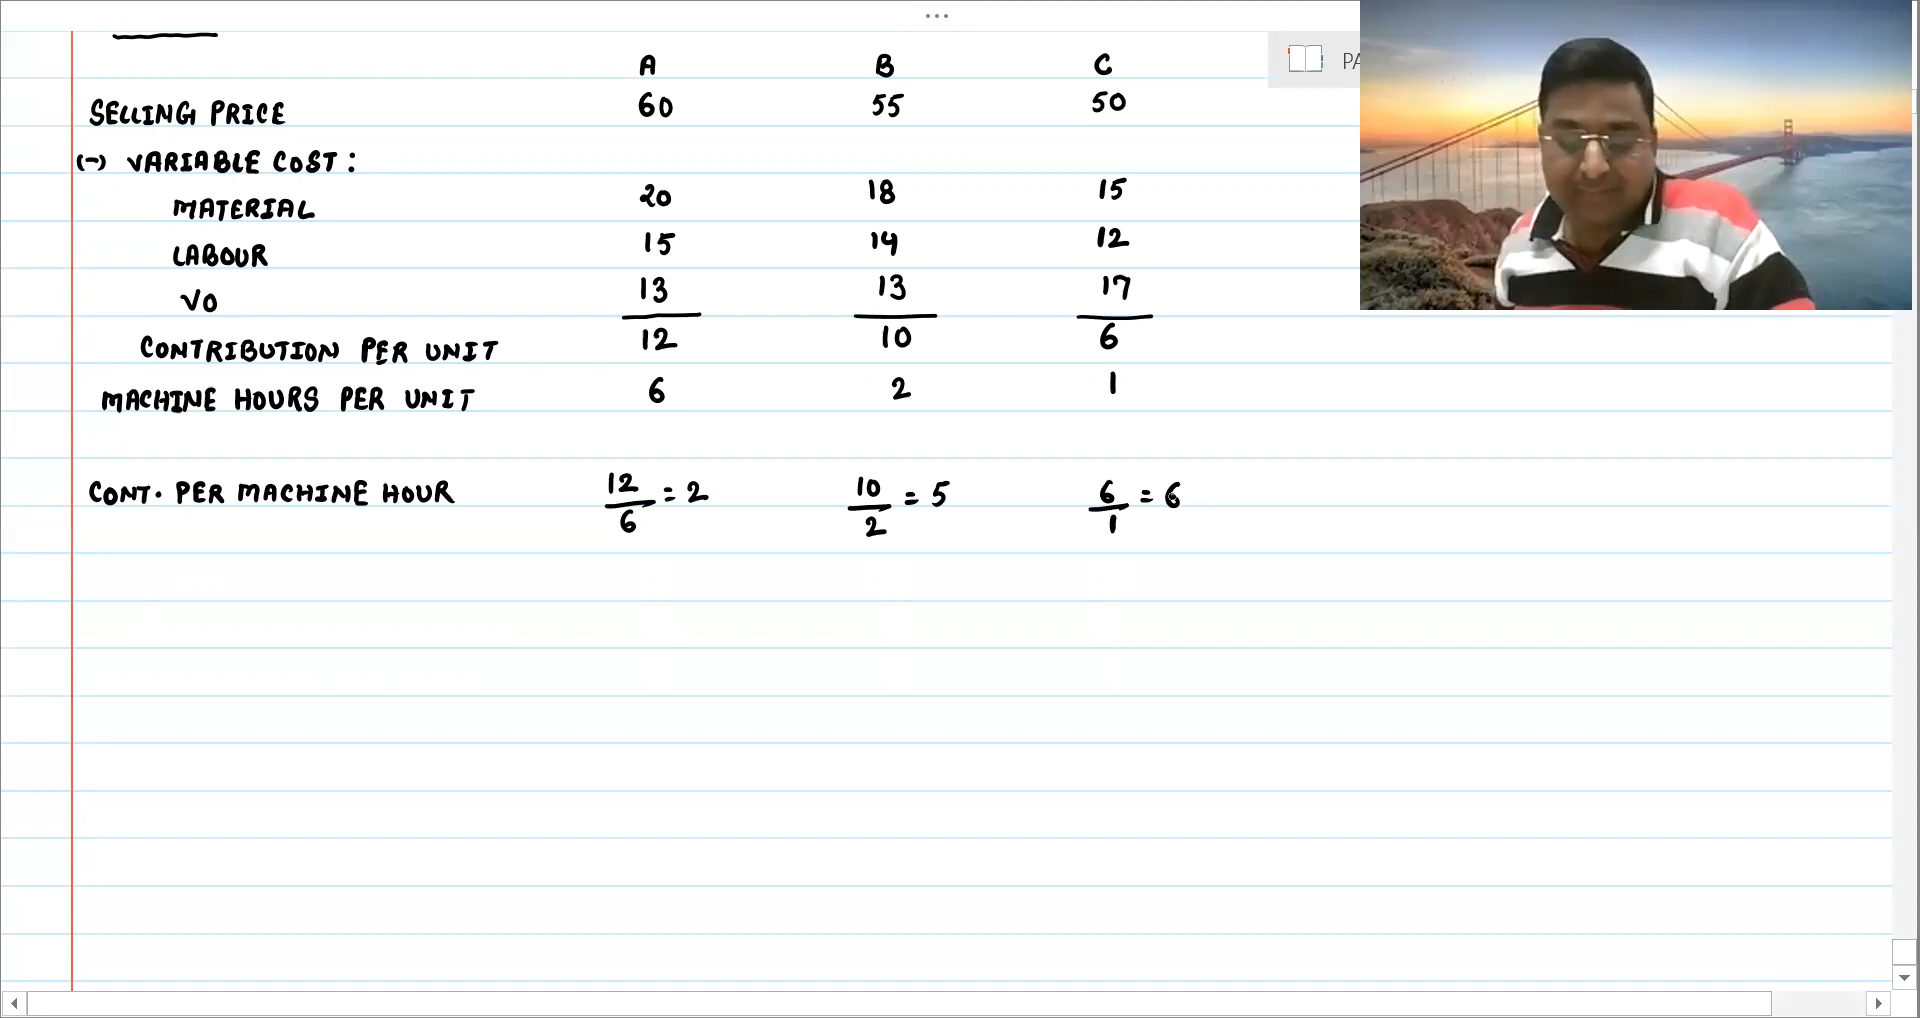 PA
A B C
SELLING PRICE 60 55 50
(-) VARIABLE COST:
MATERIAL 20 18 15
LABOUR 15 14 12
VO 13 13 17
CONTRIBUTION PER UNIT 12 10 6
MACHINE HOURS PER UNIT 6 2 1
CONT. PER MACHINE HOUR 12/6 = 2 10/2 = 5 6/1 = 6